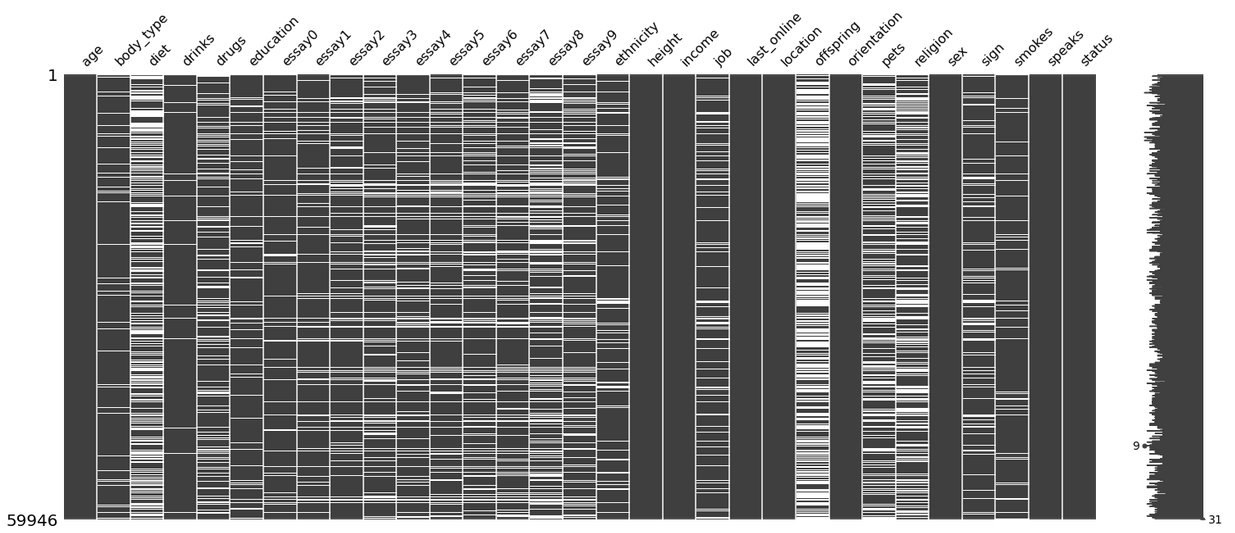 age body_type diet drinks drugs education essay0 essay1 essay2 essay3 essay4 essay5 essay6 essay7 essay8 essay9 ethnicity height income job last_online location offspring orientation pets religion sex sign smokes speaks status
1
9
59946
31